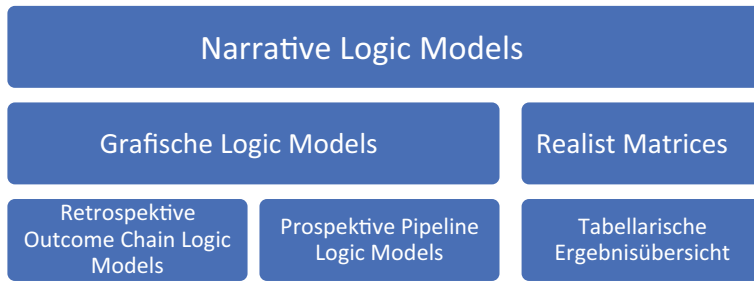 Narrative Logic Models
Grafische Logic Models
Realist Matrices
Retrospektive
Outcome Chain Logic
Models
Prospektive Pipeline
Logic Models
Tabellarische
Ergebnisübersicht